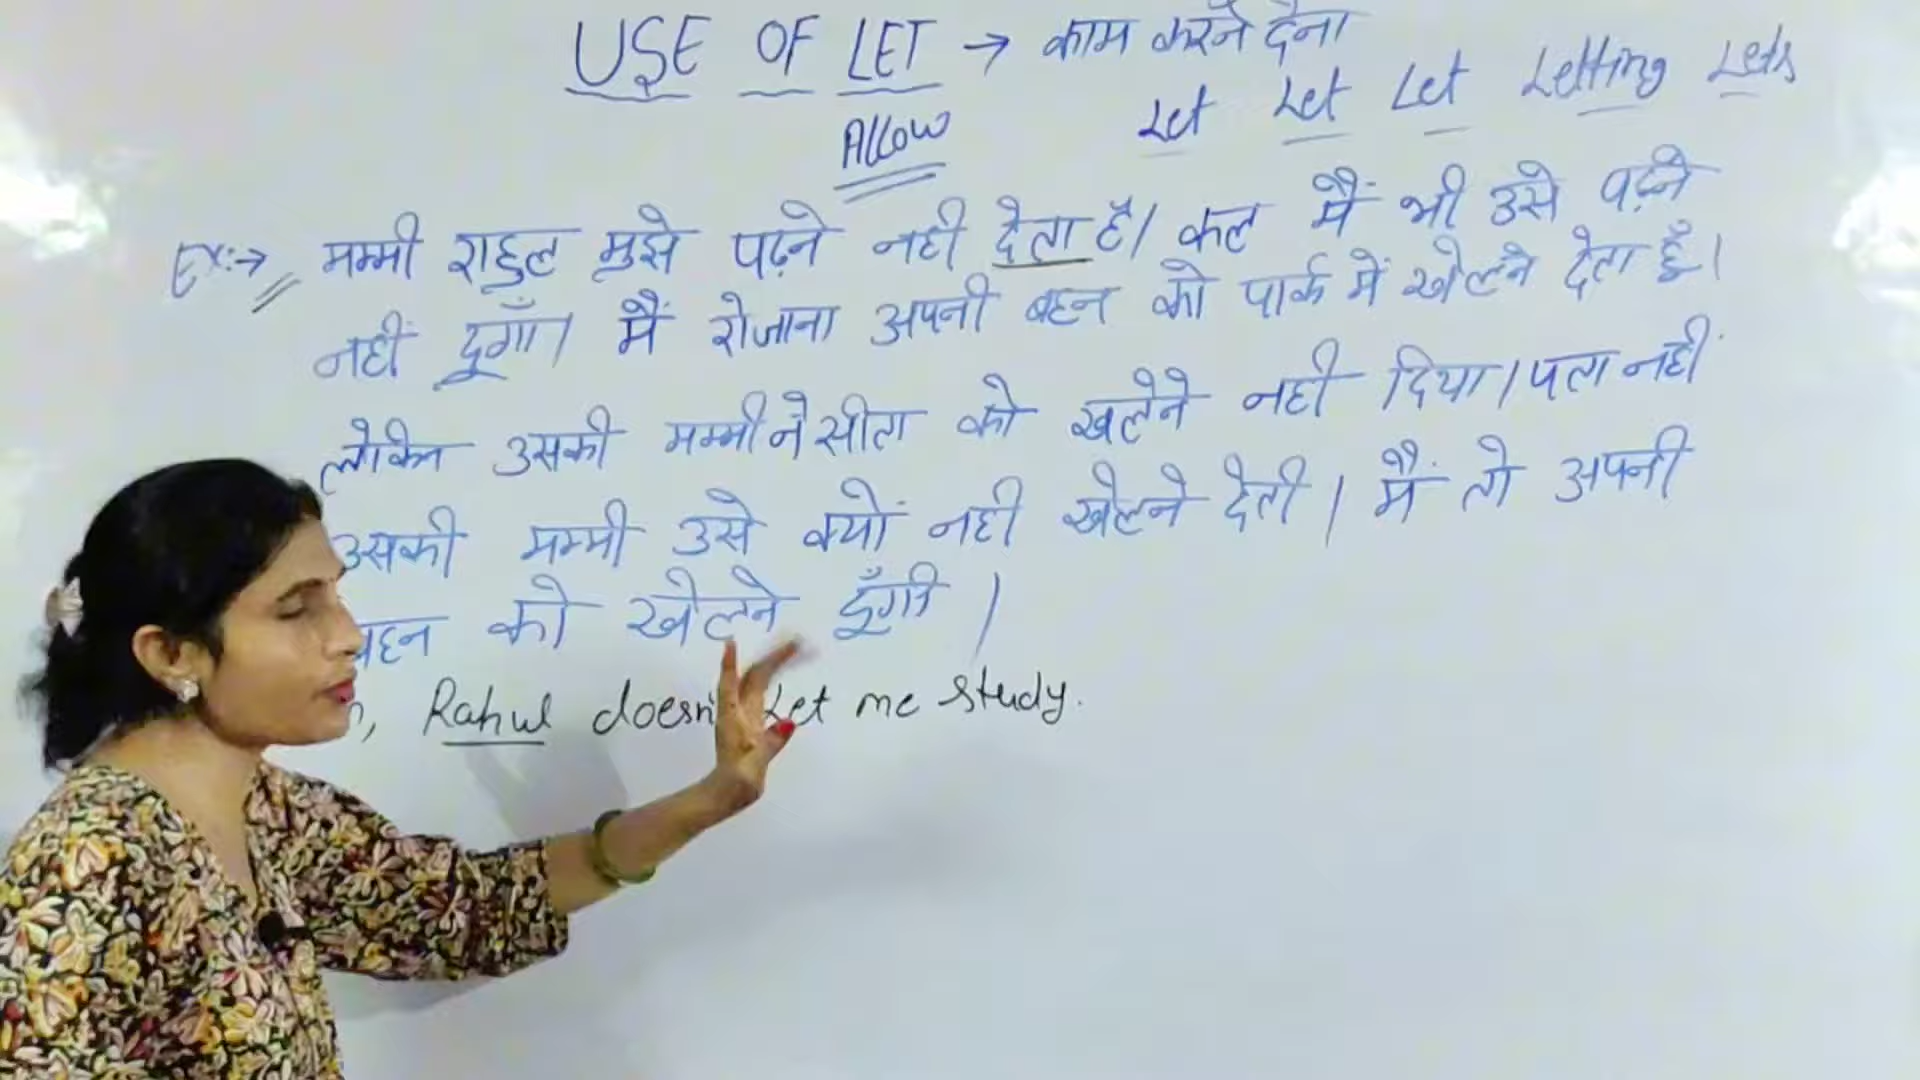 USE OF LET → काम करने देना
Allow
Let Let Let Letting Lets
Ex:→ मम्मी राहुल मुझे पढ़ने नही देता है। कल मैं भी उसे पढ़ने
नहीं दूगाँ। मैं रोजाना अपनी बहन को पार्क में खेलने देता हूँ।
लेकिन उसकी मम्मी ने सीता को खलेने नही दिया। पता नहीं
उसकी मम्मी उसे क्यों नही खेलने देती। मैं तो अपनी
बहन को खेलने दूँगी।
, Rahul doesn Let me study.